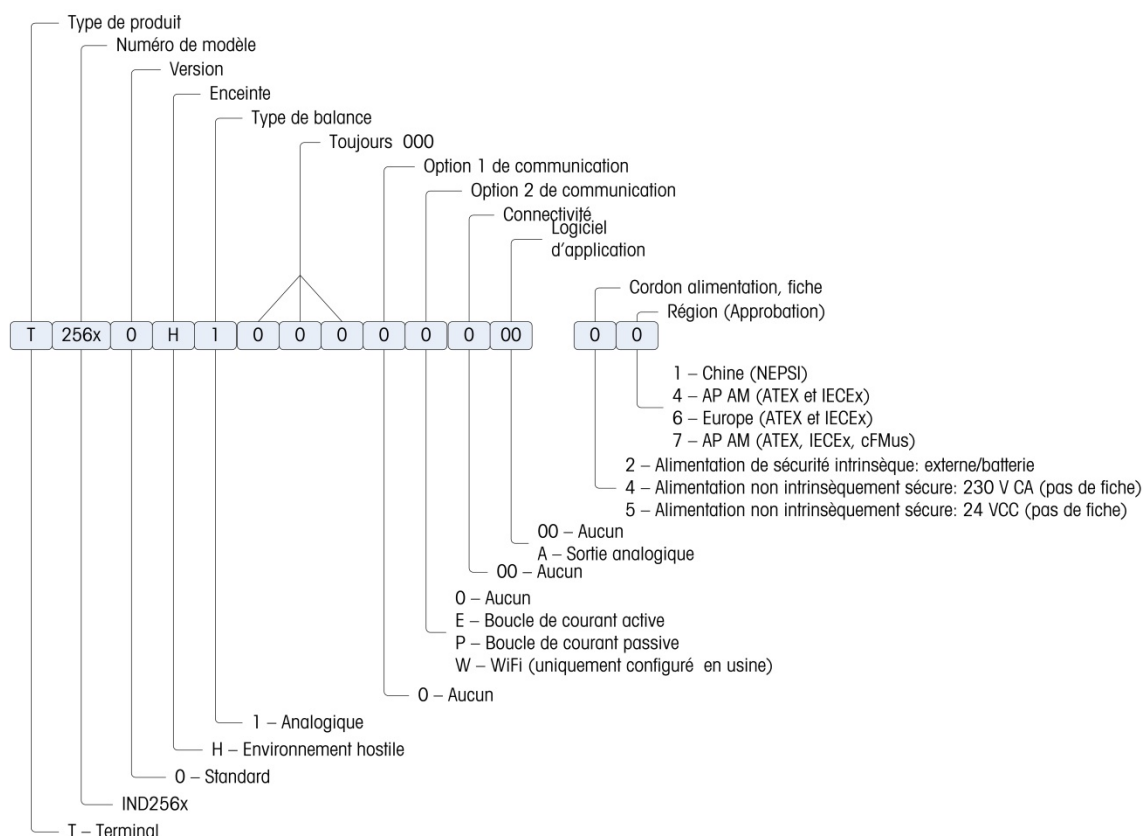 Type de produit
Numéro de modèle
Version
Enceinte
Type de balance
Toujours 000
Option 1 de communication
Option 2 de communication
Connectivité
Logiciel
d'application
Cordon alimentation, fiche
Région (Approbation)
T 256x 0 H 1 0 0 0 0 0 0 00 0 0
1 – Chine (NEPSI)
4 – AP AM (ATEX et IECEx)
6 – Europe (ATEX et IECEx)
7 – AP AM (ATEX, IECEx, cFMus)
2 – Alimentation de sécurité intrinsèque: externe/batterie
4 – Alimentation non intrinsèquement sécure: 230 V CA (pas de fiche)
5 – Alimentation non intrinsèquement sécure: 24 VCC (pas de fiche)
00 – Aucun
A – Sortie analogique
00 – Aucun
0 – Aucun
E – Boucle de courant active
P – Boucle de courant passive
W – WiFi (uniquement configuré en usine)
0 – Aucun
1 – Analogique
H – Environnement hostile
0 – Standard
IND256x
T – Terminal